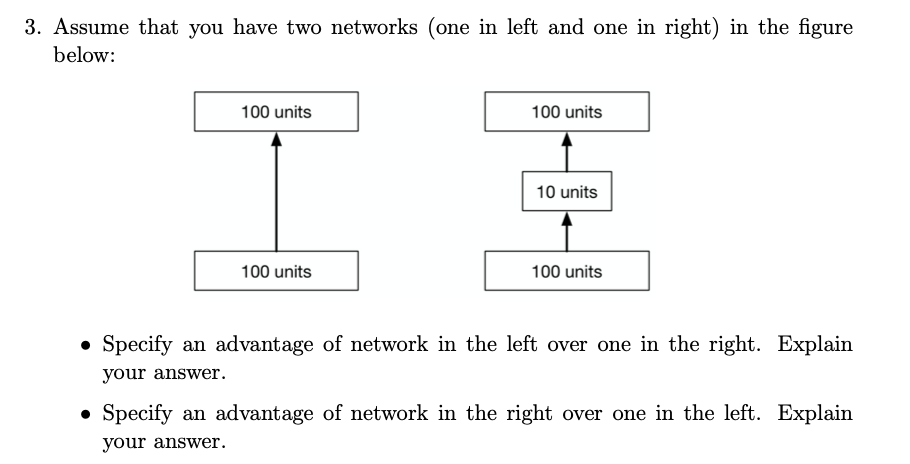 3. Assume that you have two networks (one in left and one in right) in the figure
below:
100 units
100 units
10 units
100 units
100 units
• Specify an advantage of network in the left over one in the right. Explain
your answer.
• Specify an advantage of network in the right over one in the left. Explain
your answer.